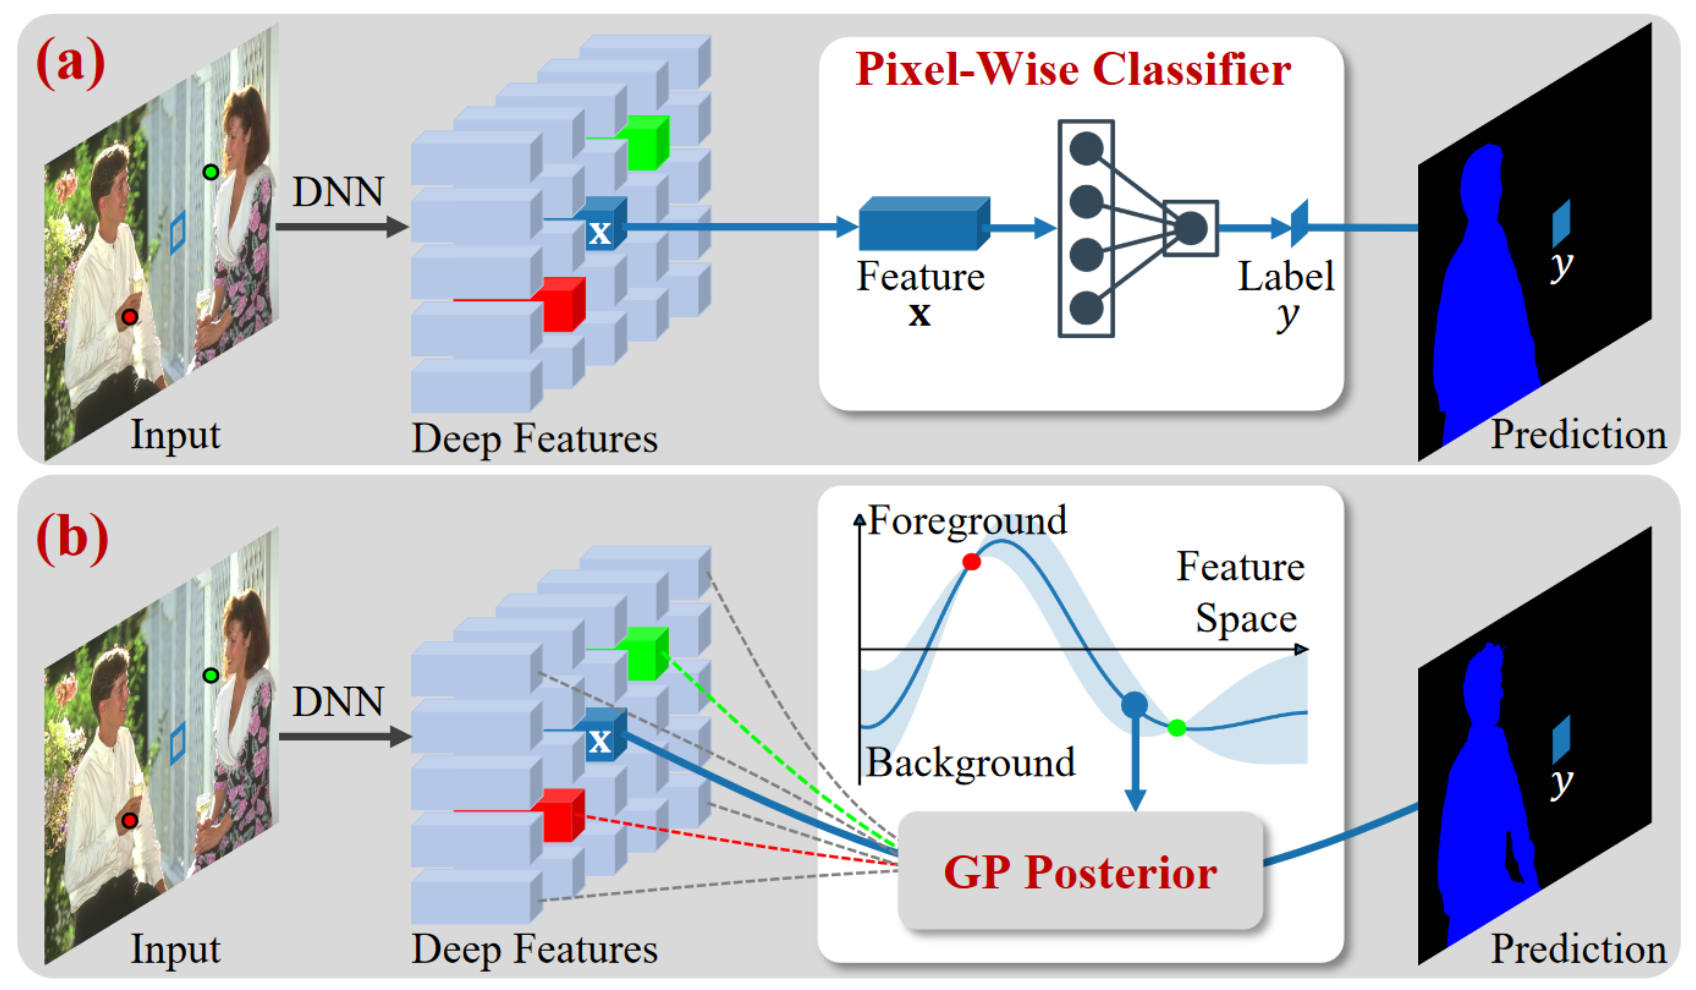 (a)
Pixel-Wise Classifier
DNN
x
Feature
x
Label
y
y
Input
Deep Features
Prediction
(b)
Foreground
Feature
Space
DNN
x
Background
y
GP Posterior
Input
Deep Features
Prediction